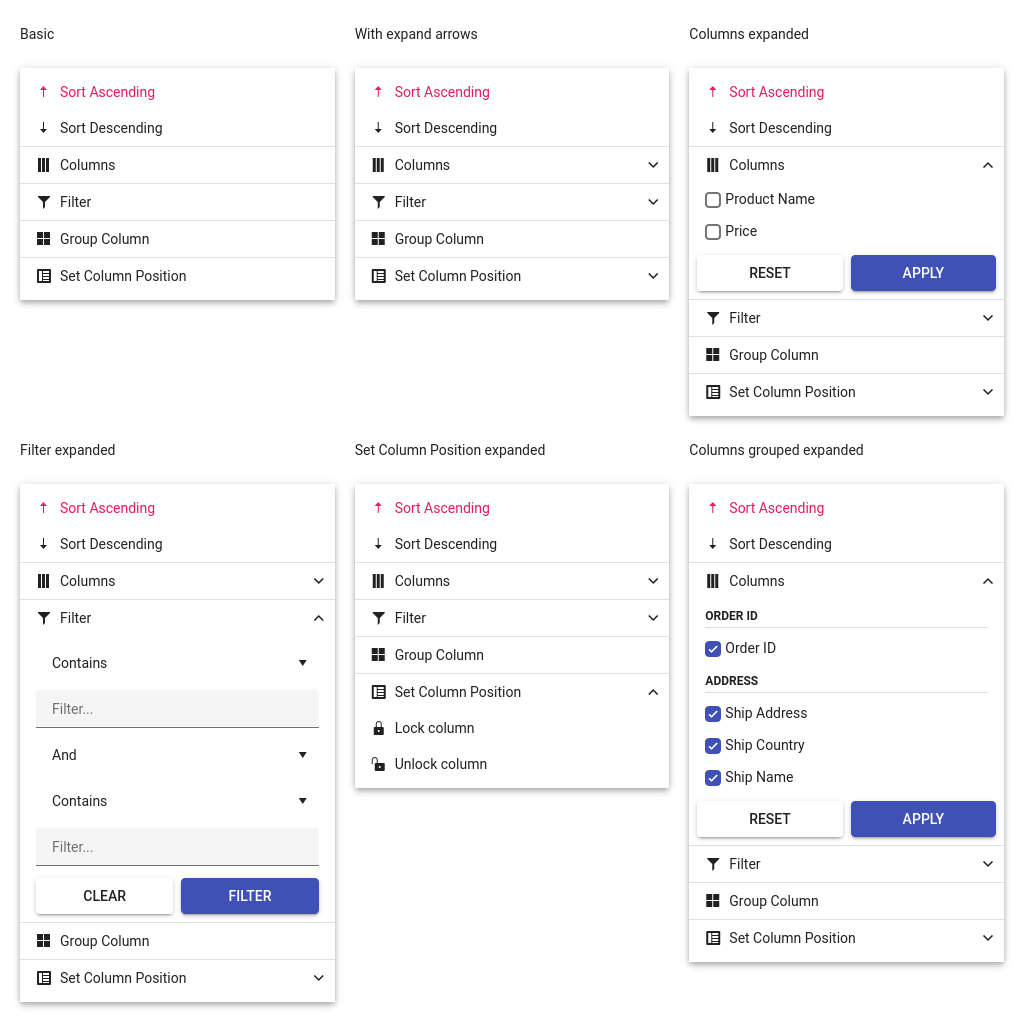 Basic
Sort Ascending
Sort Descending
Columns
Filter
Group Column
Set Column Position
With expand arrows
Sort Ascending
Sort Descending
Columns
Filter
Group Column
Set Column Position
Columns expanded
Sort Ascending
Sort Descending
Columns
Product Name
Price
RESET APPLY
Filter
Group Column
Set Column Position
Filter expanded
Sort Ascending
Sort Descending
Columns
Filter
Contains
Filter...
And
Contains
Filter...
CLEAR FILTER
Group Column
Set Column Position
Set Column Position expanded
Sort Ascending
Sort Descending
Columns
Filter
Group Column
Set Column Position
Lock column
Unlock column
Columns grouped expanded
Sort Ascending
Sort Descending
Columns
ORDER ID
Order ID
ADDRESS
Ship Address
Ship Country
Ship Name
RESET APPLY
Filter
Group Column
Set Column Position